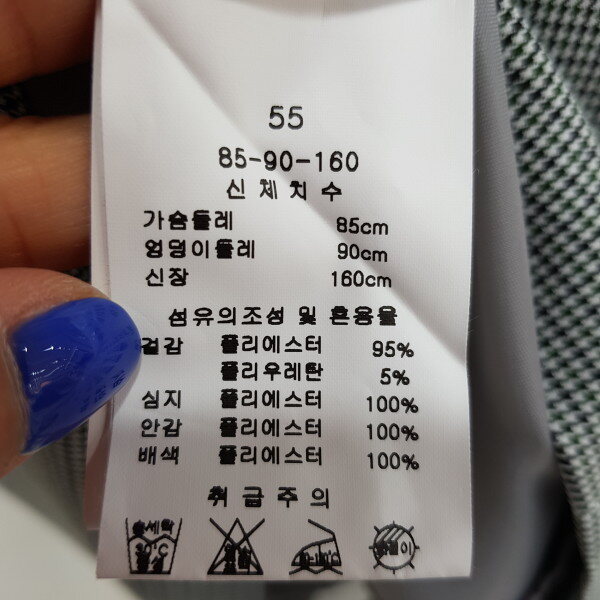 55
85-90-160
신체치수
가슴둘레 85cm
엉덩이둘레 90cm
신장 160cm
섬유의조성 및 혼용율
겉감 폴리에스터 95%
폴리우레탄 5%
심지 폴리에스터 100%
안감 폴리에스터 100%
배색 폴리에스터 100%
취급주의